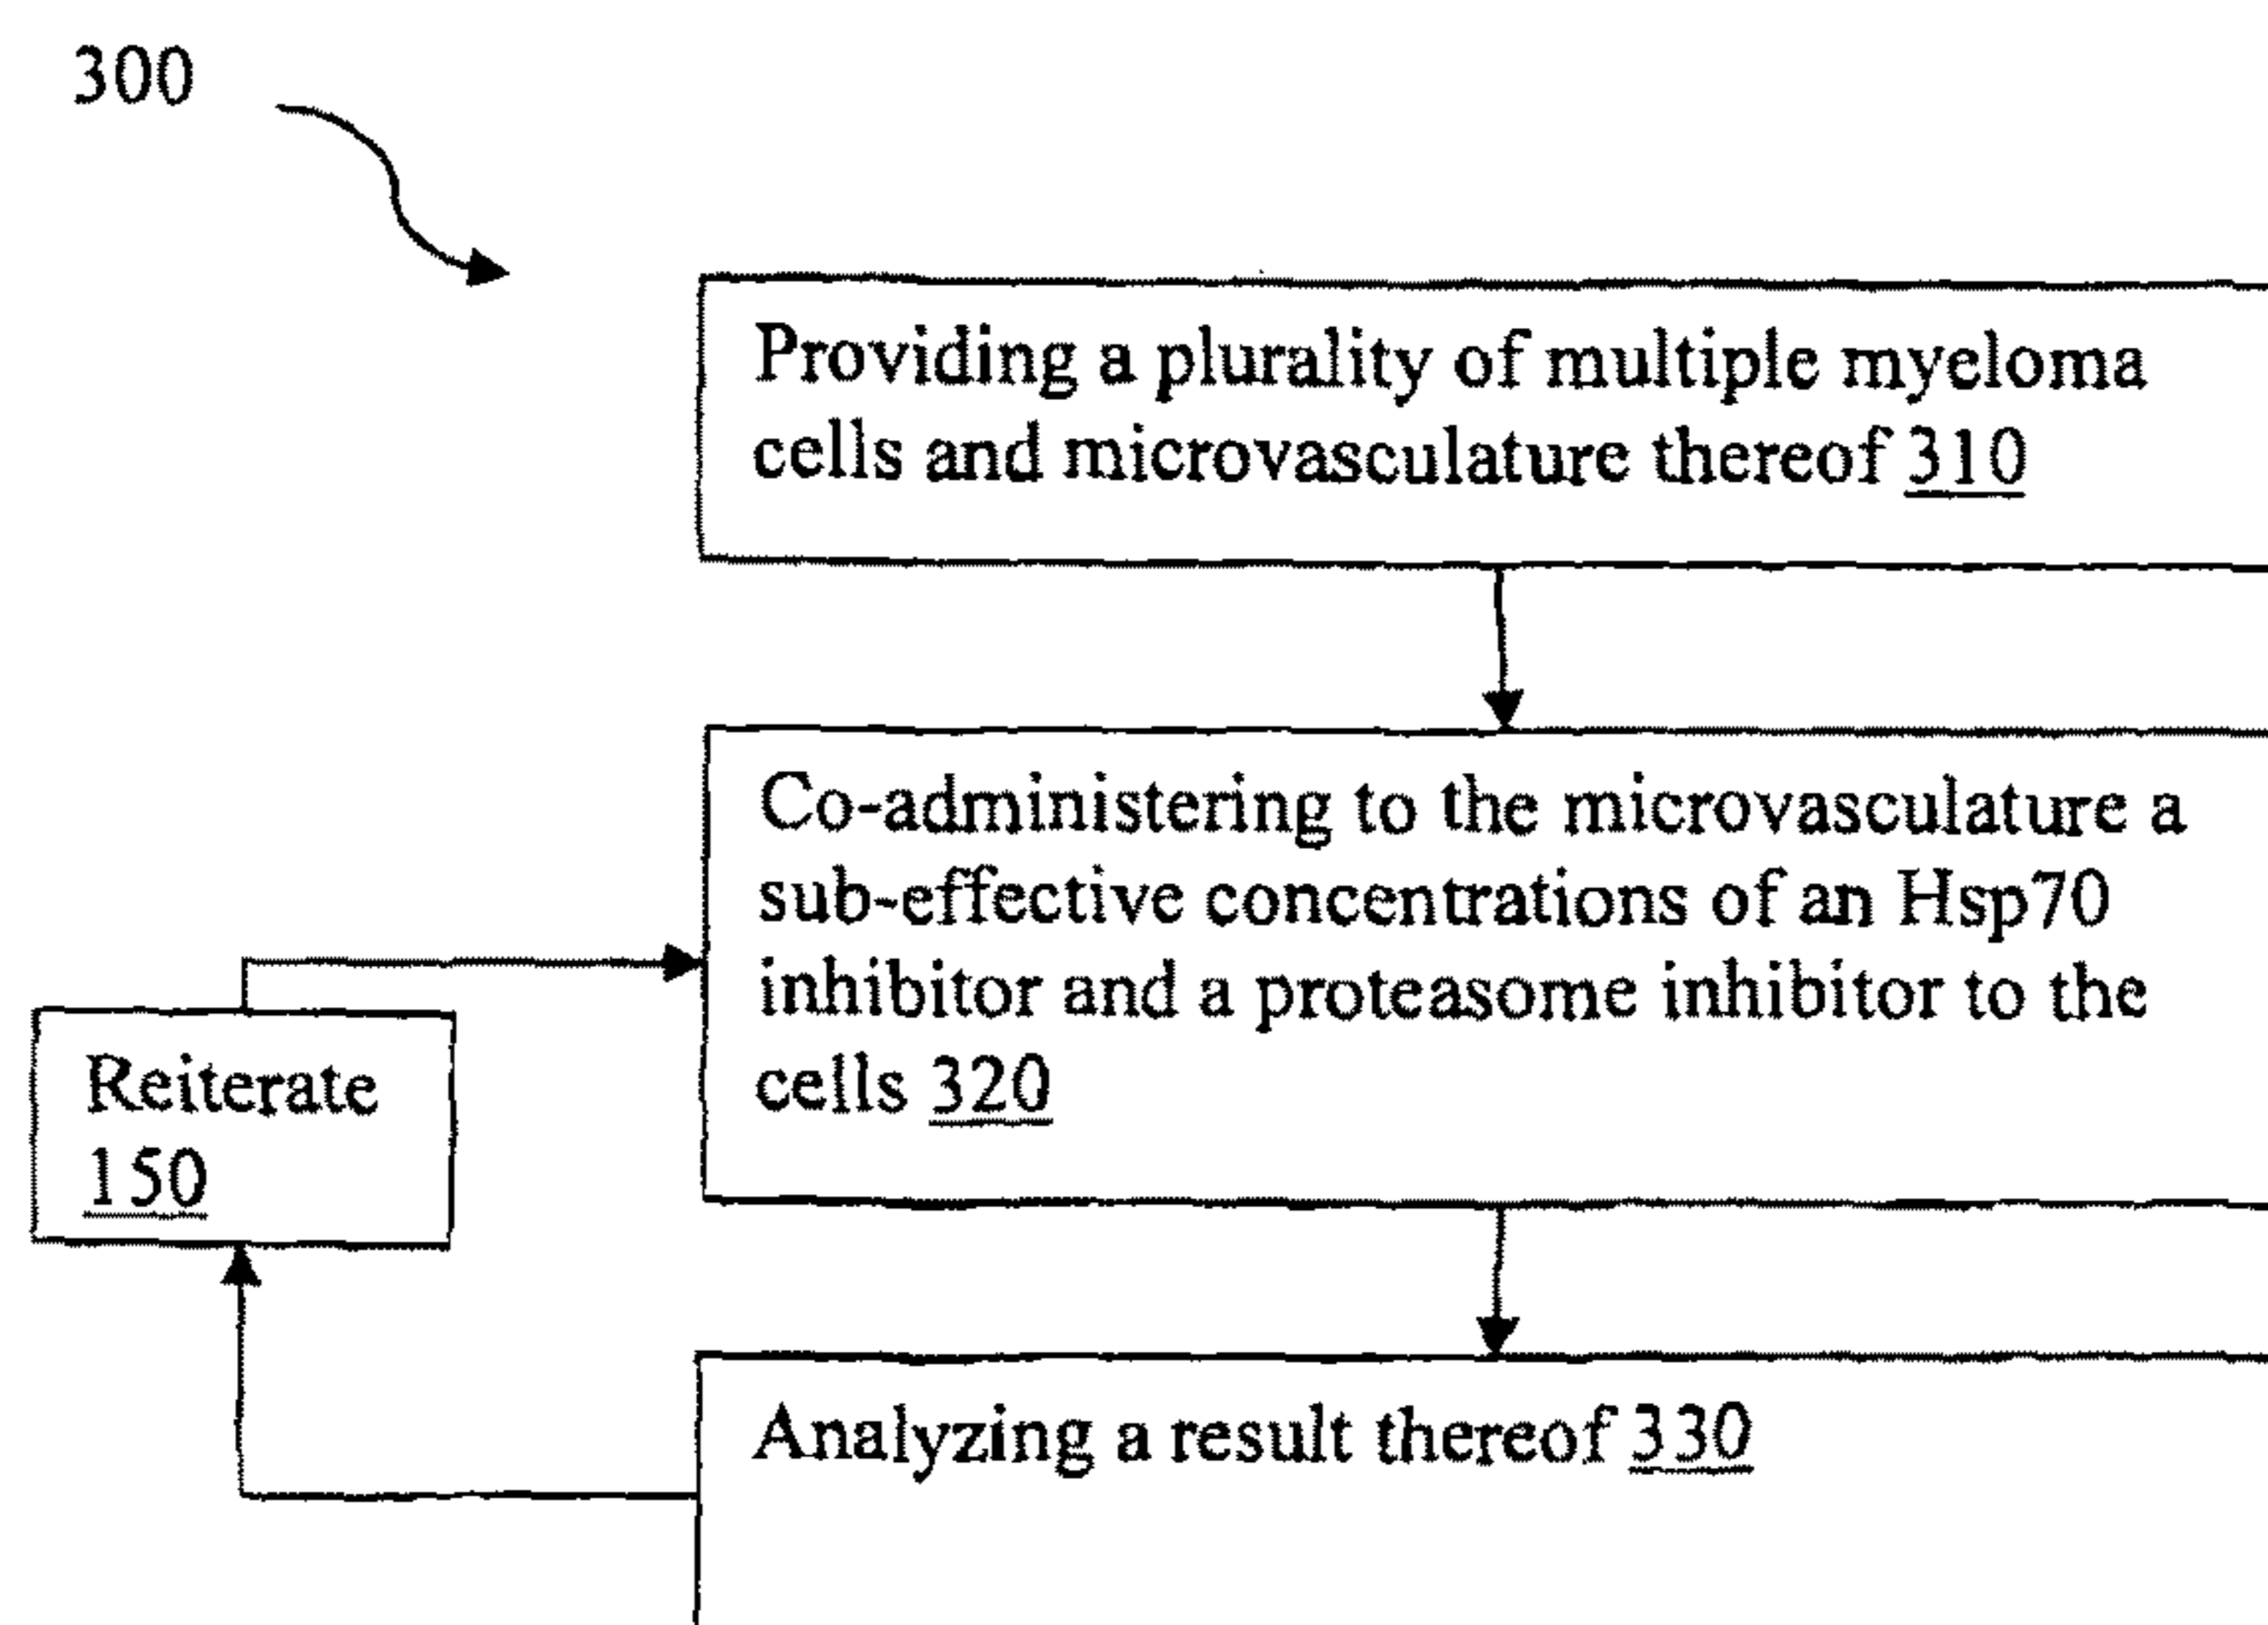 300
Providing a plurality of multiple myeloma
cells and microvasculature thereof 310
Co-administering to the microvasculature a
sub-effective concentrations of an Hsp70
inhibitor and a proteasome inhibitor to the
cells 320
Reiterate
150
Analyzing a result thereof 330